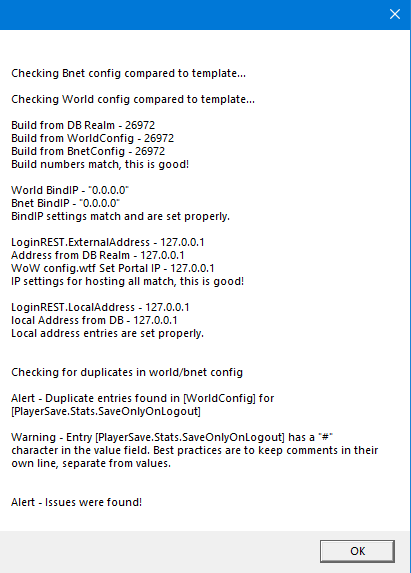 Checking Bnet config compared to template...
Checking World config compared to template...
Build from DB Realm - 26972
Build from WorldConfig - 26972
Build from BnetConfig - 26972
Build numbers match, this is good!
World BindIP - "0.0.0.0"
Bnet BindIP - "0.0.0.0"
BindIP settings match and are set properly.
LoginREST.ExternalAddress - 127.0.0.1
Address from DB Realm - 127.0.0.1
WoW config.wtf Set Portal IP - 127.0.0.1
IP settings for hosting all match, this is good!
LoginREST.LocalAddress - 127.0.0.1
local Address from DB - 127.0.0.1
Local address entries are set properly.
Checking for duplicates in world/bnet config
Alert - Duplicate entries found in [WorldConfig] for
[PlayerSave.Stats.SaveOnlyOnLogout]
Warning - Entry [PlayerSave.Stats.SaveOnlyOnLogout] has a "#"
character in the value field. Best practices are to keep comments in their
own line, separate from values.
Alert - Issues were found!
OK